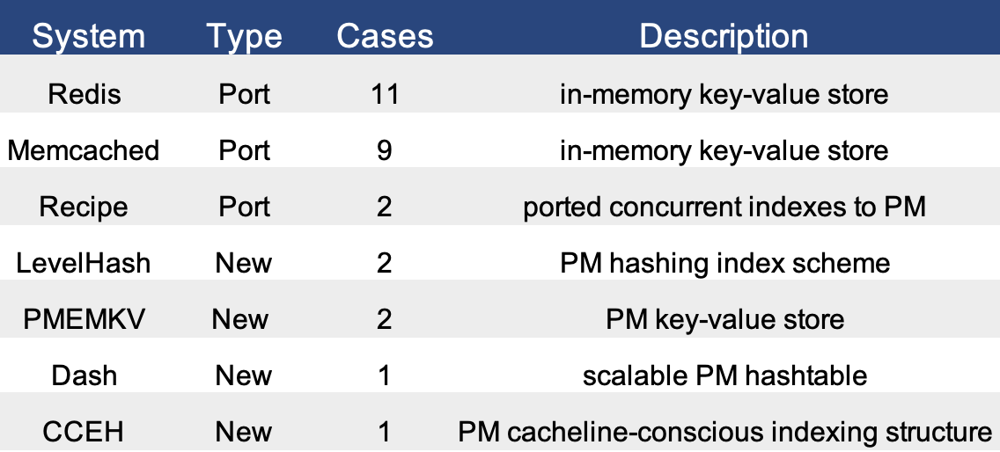 System Type Cases Description
Redis Port 11 in-memory key-value store
Memcached Port 9 in-memory key-value store
Recipe Port 2 ported concurrent indexes to PM
LevelHash New 2 PM hashing index scheme
PMEMKV New 2 PM key-value store
Dash New 1 scalable PM hashtable
CCEH New 1 PM cacheline-conscious indexing structure